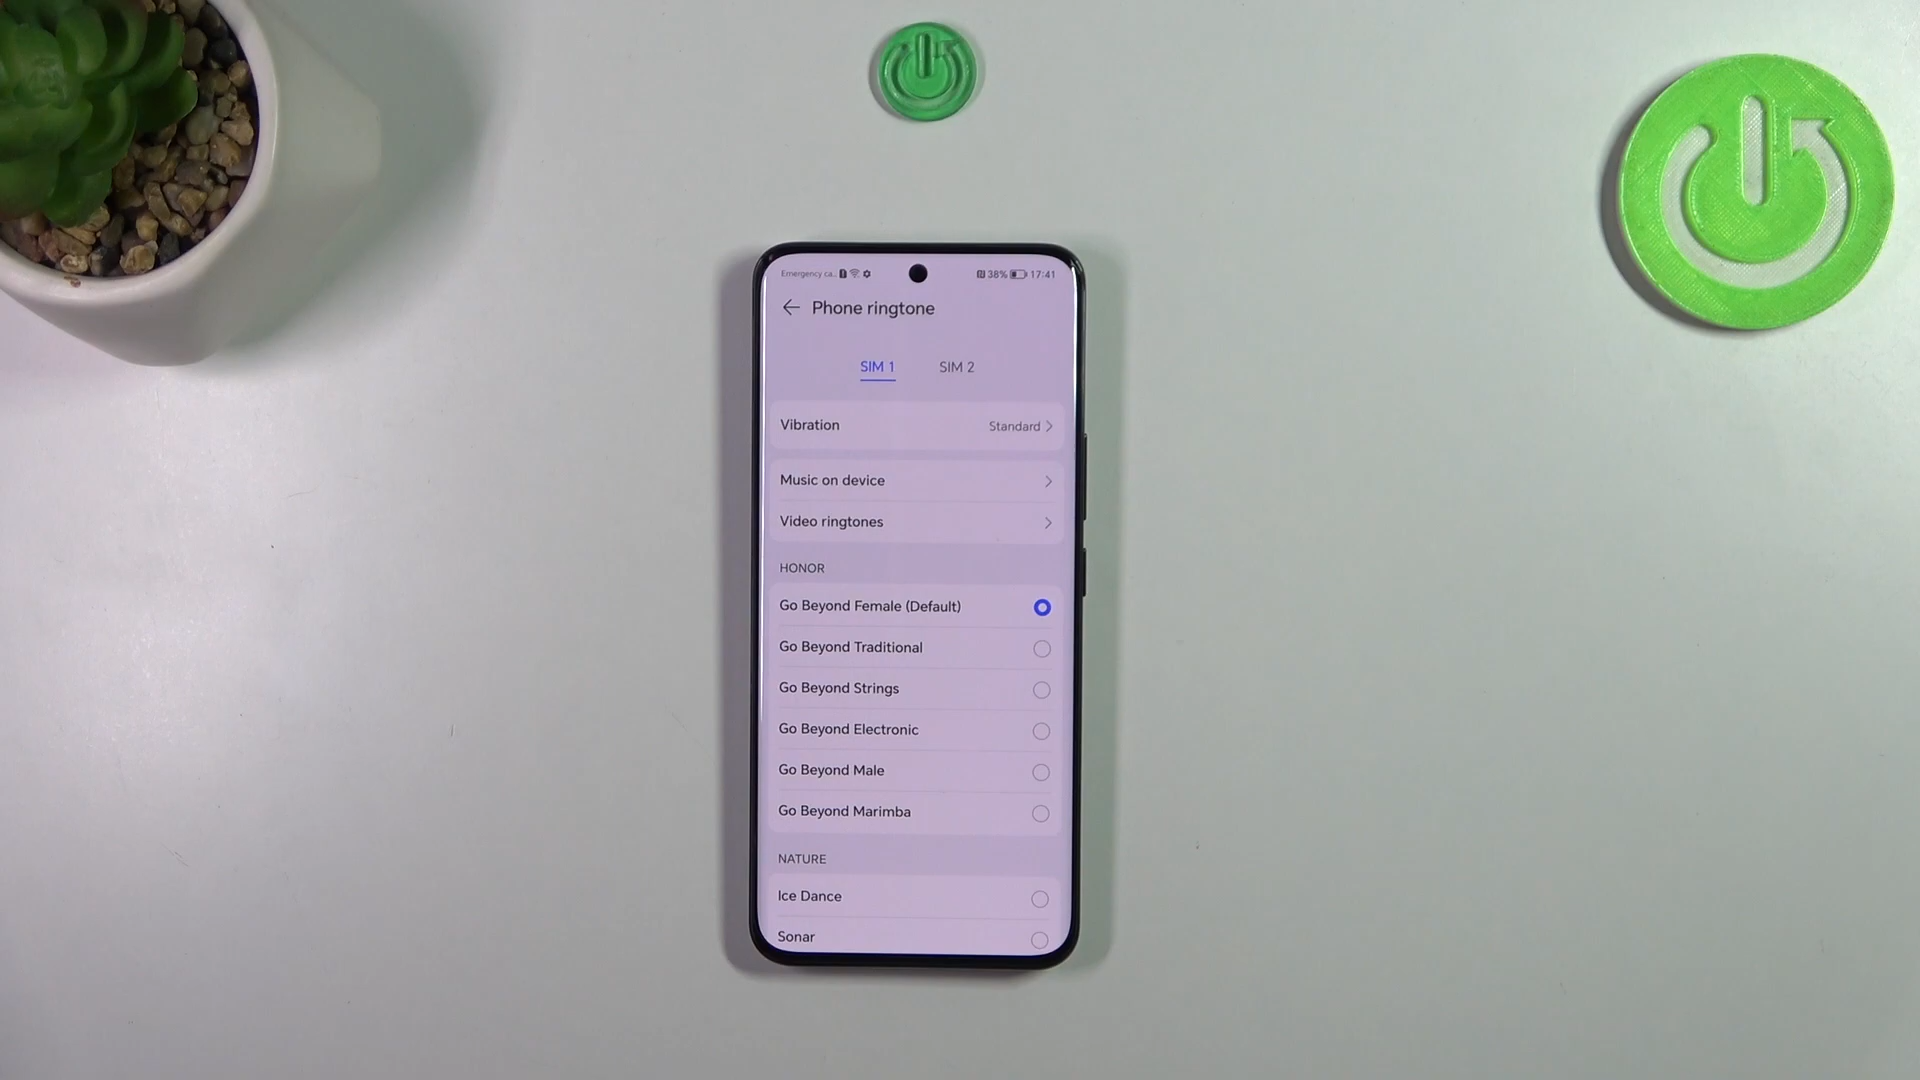 Emergency ca... 38% 17:41
Phone ringtone
SIM 1 SIM 2
Vibration Standard
Music on device
Video ringtones
HONOR
Go Beyond Female (Default)
Go Beyond Traditional
Go Beyond Strings
Go Beyond Electronic
Go Beyond Male
Go Beyond Marimba
NATURE
Ice Dance
Sonar